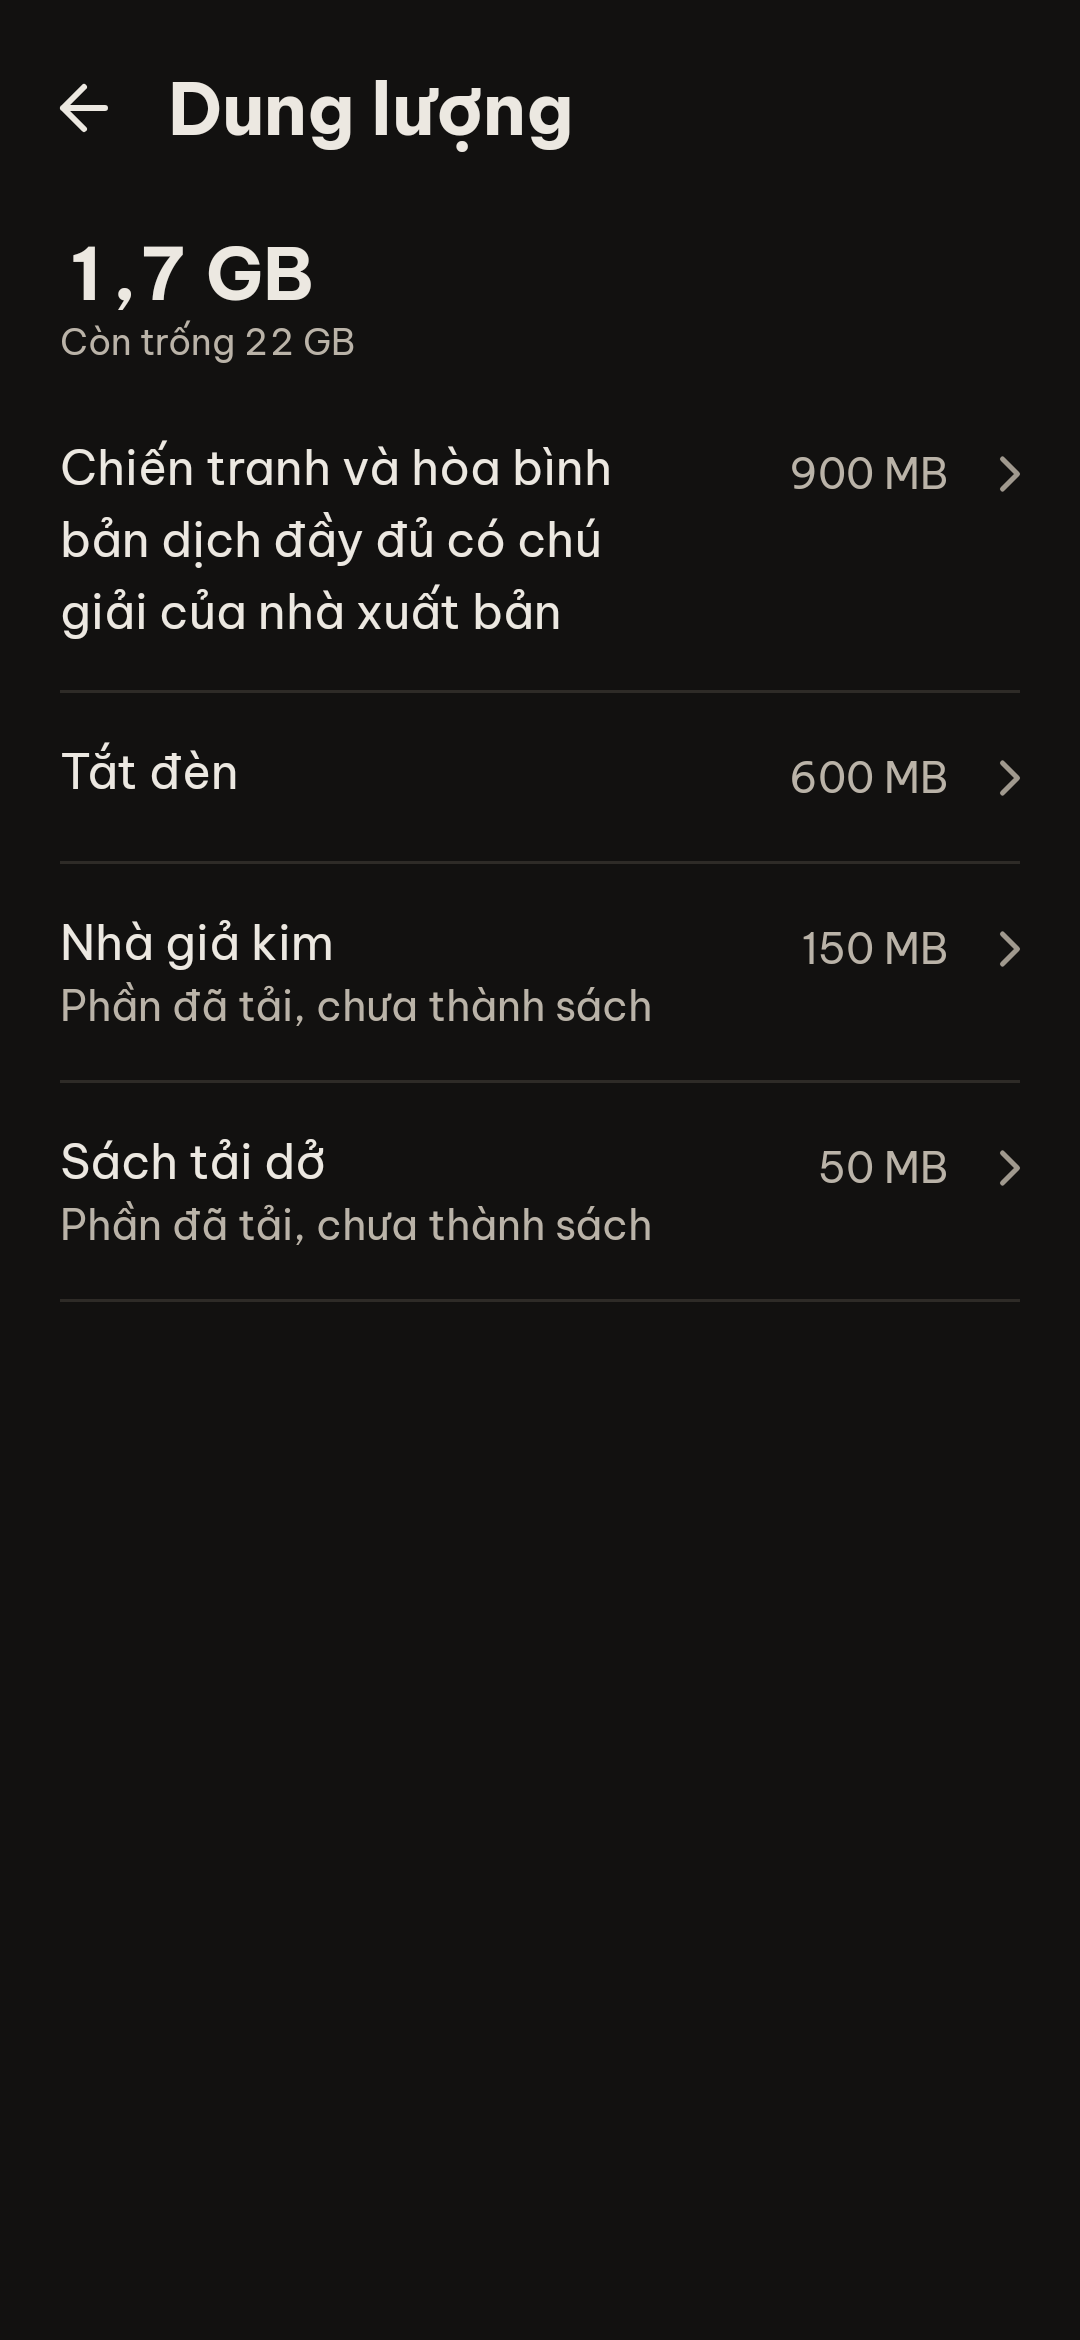 Dung lượng
1,7 GB
Còn trống 22 GB
Chiến tranh và hòa bình
bản dịch đầy đủ có chú
giải của nhà xuất bản
900 MB
Tắt đèn
600 MB
Nhà giả kim
150 MB
Phần đã tải, chưa thành sách
Sách tải dở
50 MB
Phần đã tải, chưa thành sách